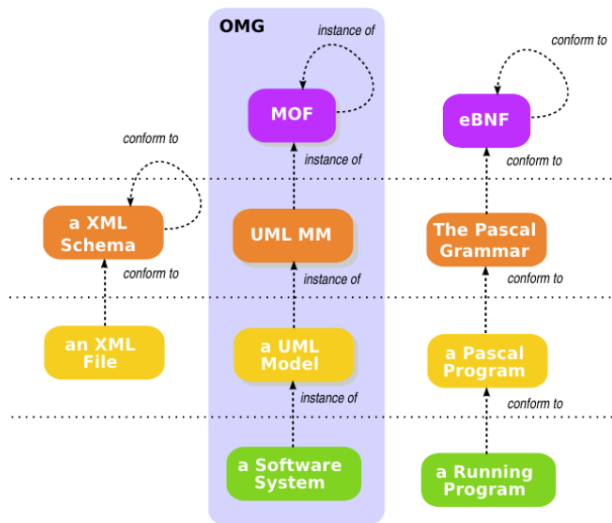 OMG
instance of
conform to
MOF
eBNF
instance of
conform to
conform to
a XML
Schema
UML MM
The Pascal
Grammar
conform to
instance of
conform to
an XML
File
a UML
Model
a Pascal
Program
instance of
conform to
a Software
System
a Running
Program